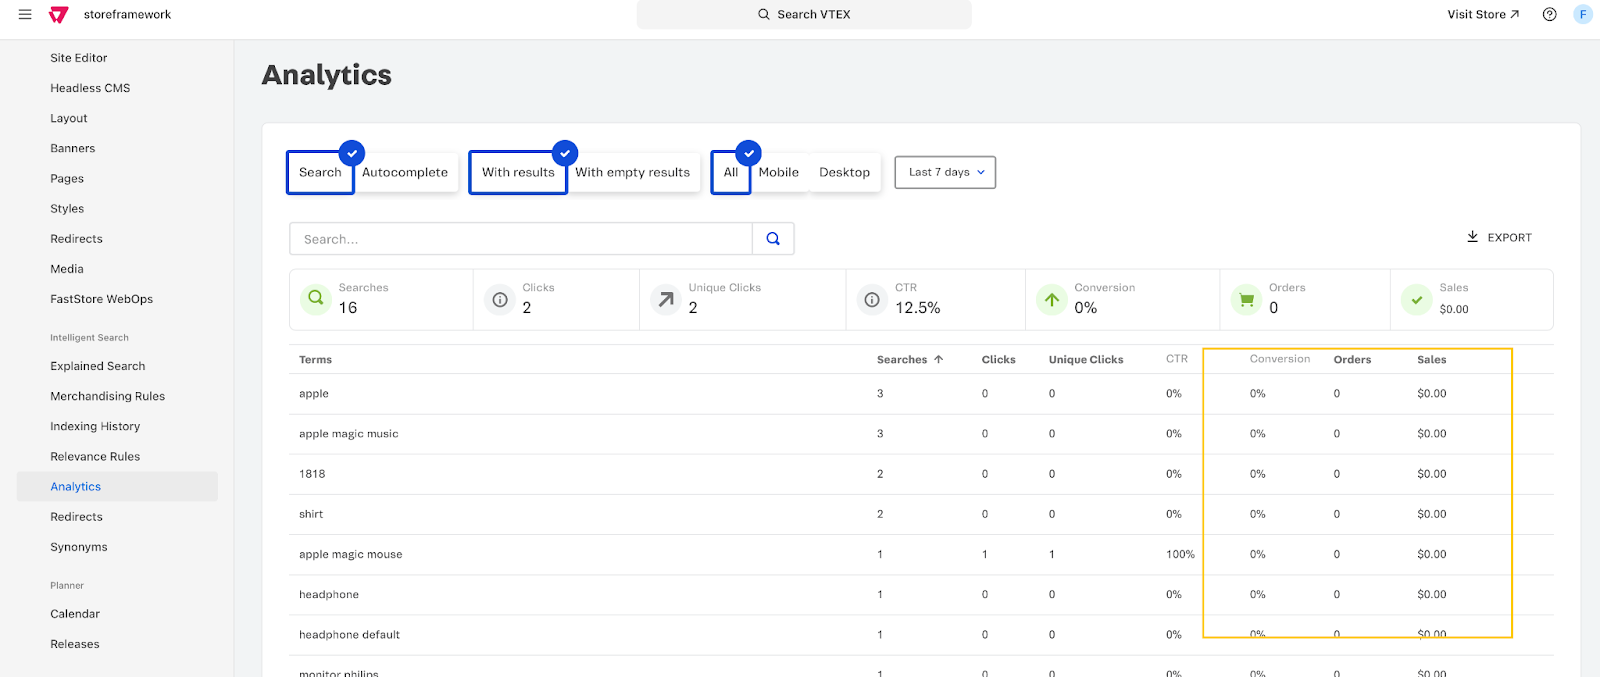 storeframework
Search VTEX
Visit Store
F
Site Editor
Headless CMS
Layout
Banners
Pages
Styles
Redirects
Media
FastStore WebOps
Intelligent Search
Explained Search
Merchandising Rules
Indexing History
Relevance Rules
Analytics
Redirects
Synonyms
Planner
Calendar
Releases
Analytics
Search Autocomplete With results With empty results All Mobile Desktop Last 7 days
Search...
EXPORT
Searches Clicks Unique Clicks CTR Conversion Orders Sales
16 2 2 12.5% 0% 0 $0.00
Terms Searches Clicks Unique Clicks CTR Conversion Orders Sales
apple 3 0 0 0% 0% 0 $0.00
apple magic music 3 0 0 0% 0% 0 $0.00
1818 2 0 0 0% 0% 0 $0.00
shirt 2 0 0 0% 0% 0 $0.00
apple magic mouse 1 1 1 100% 0% 0 $0.00
headphone 1 0 0 0% 0% 0 $0.00
headphone default 1 0 0 0% 0% 0 $0.00
monitor philips 1 0 0 0% 0% 0 $0.00